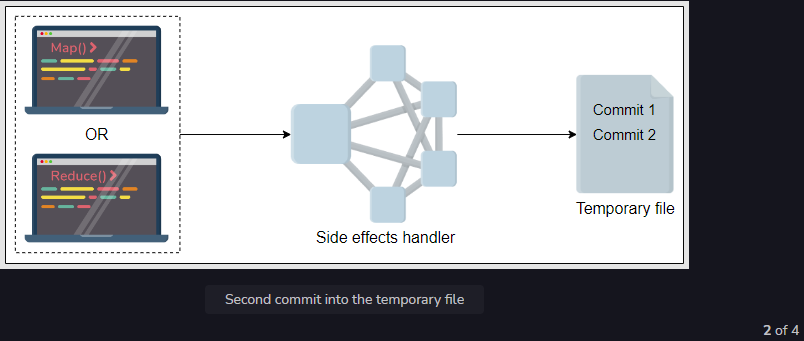 Map()
OR
Reduce()
Side effects handler
Commit 1
Commit 2
Temporary file
Second commit into the temporary file
2 of 4